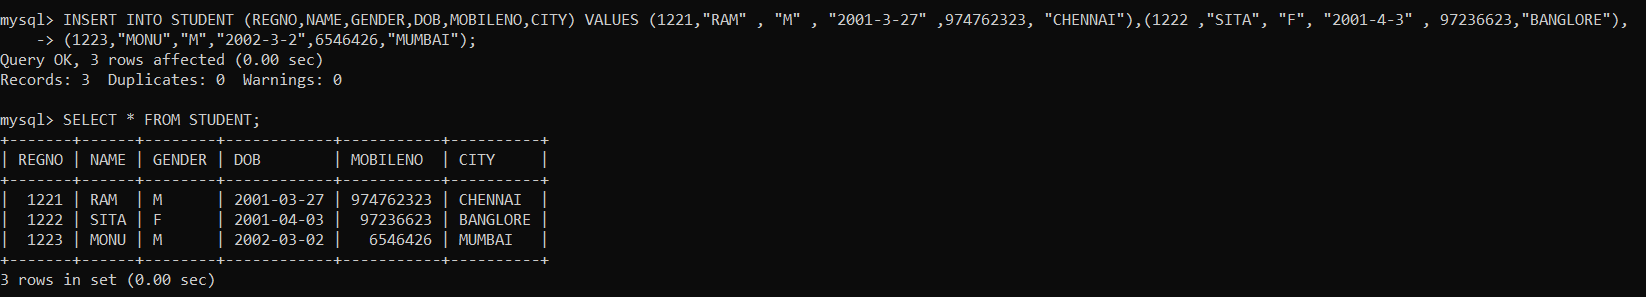 mysql> INSERT INTO STUDENT (REGNO,NAME,GENDER,DOB,MOBILENO,CITY) VALUES (1221,"RAM" , "M" , "2001-3-27" ,974762323, "CHENNAI"),(1222 ,"SITA", "F", "2001-4-3" , 97236623,"BANGLORE"),
    -> (1223,"MONU","M","2002-3-2",6546426,"MUMBAI");
Query OK, 3 rows affected (0.00 sec)
Records: 3  Duplicates: 0  Warnings: 0

mysql> SELECT * FROM STUDENT;
+-------+------+--------+------------+-----------+----------+
| REGNO | NAME | GENDER | DOB        | MOBILENO  | CITY     |
+-------+------+--------+------------+-----------+----------+
|  1221 | RAM  | M      | 2001-03-27 | 974762323 | CHENNAI  |
|  1222 | SITA | F      | 2001-04-03 |  97236623 | BANGLORE |
|  1223 | MONU | M      | 2002-03-02 |   6546426 | MUMBAI   |
+-------+------+--------+------------+-----------+----------+
3 rows in set (0.00 sec)